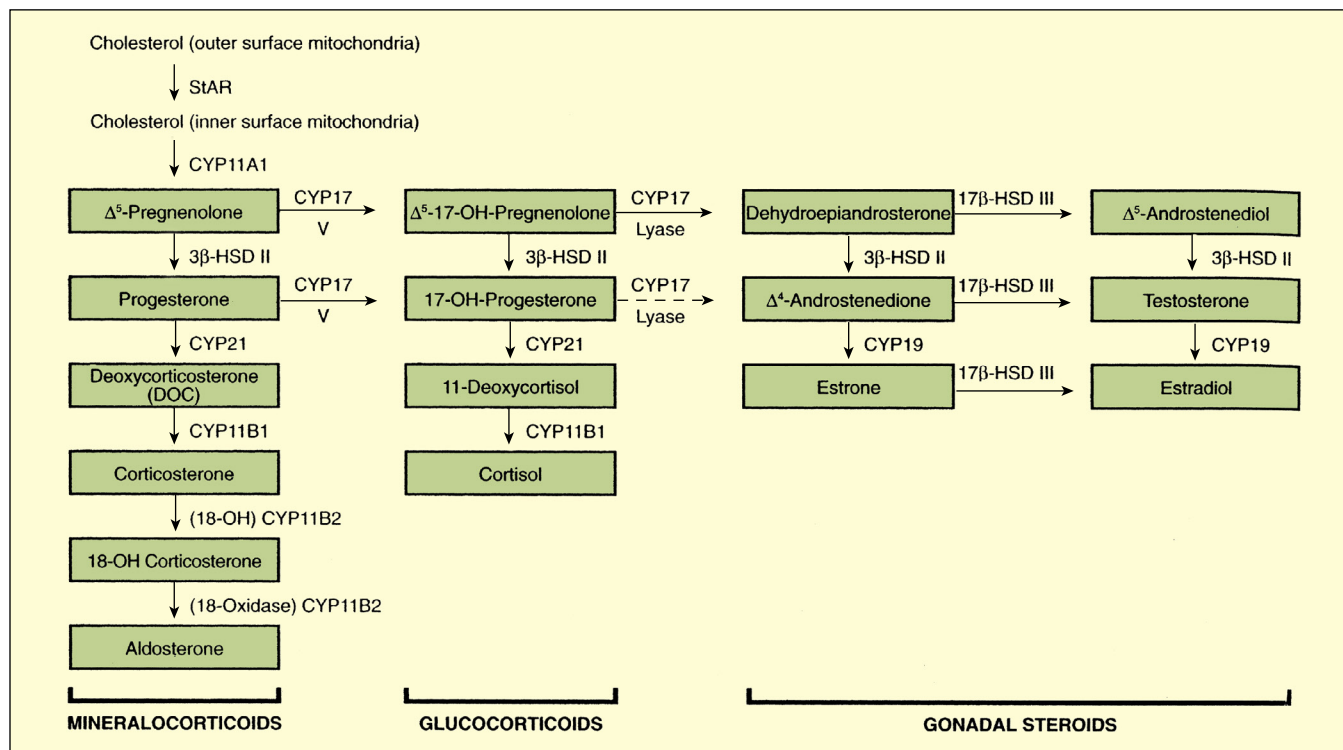 Cholesterol (outer surface mitochondria)
StAR
Cholesterol (inner surface mitochondria)
CYP11A1
Δ⁵-Pregnenolone
CYP17
V
Δ⁵-17-OH-Pregnenolone
CYP17
Lyase
Dehydroepiandrosterone
17β-HSD III
Δ⁵-Androstenediol
3β-HSD II
3β-HSD II
3β-HSD II
3β-HSD II
Progesterone
CYP17
V
17-OH-Progesterone
CYP17
Lyase
Δ⁴-Androstenedione
17β-HSD III
Testosterone
CYP21
CYP21
CYP19
CYP19
Deoxycorticosterone
(DOC)
11-Deoxycortisol
Estrone
17β-HSD III
Estradiol
CYP11B1
CYP11B1
Corticosterone
Cortisol
(18-OH) CYP11B2
18-OH Corticosterone
(18-Oxidase) CYP11B2
Aldosterone
MINERALOCORTICOIDS
GLUCOCORTICOIDS
GONADAL STEROIDS